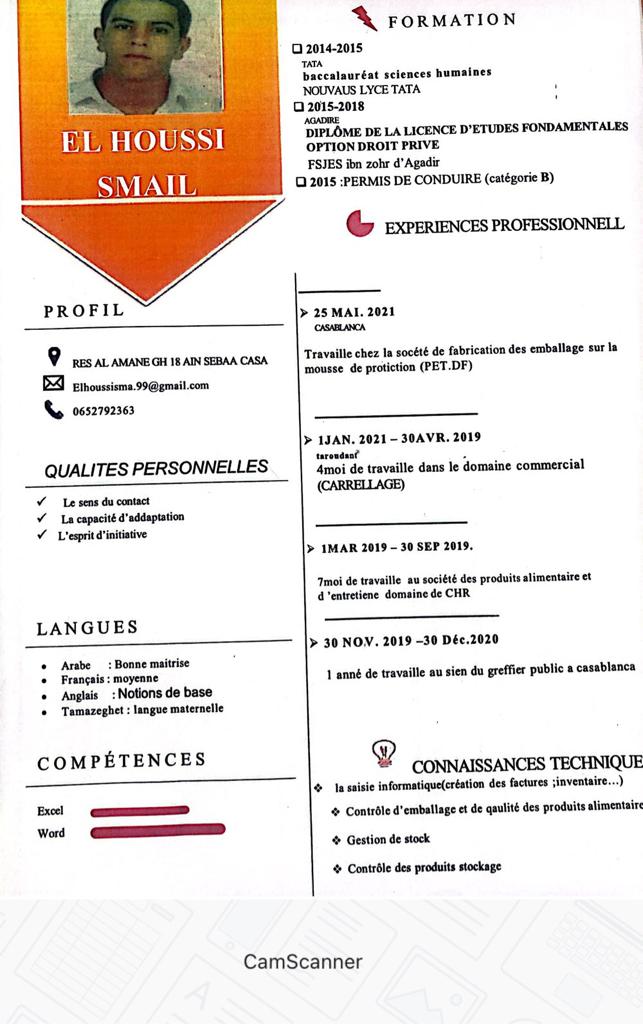 EL HOUSSI
SMAIL
PROFIL
RES AL AMANE GH 18 AIN SEBAA CASA
Elhoussisma.99@gmail.com
0652792363
QUALITES PERSONNELLES
✓ Le sens du contact
✓ La capacité d'addaptation
✓ L'esprit d'initiative
LANGUES
• Arabe : Bonne maitrise
• Français : moyenne
• Anglais : Notions de base
• Tamazeghet : langue maternelle
COMPÉTENCES
Excel
Word
FORMATION
❑ 2014-2015
TATA
baccalauréat sciences humaines
NOUVAUS LYCE TATA
❑ 2015-2018
AGADIRE
DIPLÔME DE LA LICENCE D'ETUDES FONDAMENTALES
OPTION DROIT PRIVE
FSJES ibn zohr d'Agadir
❑ 2015 :PERMIS DE CONDUIRE (catégorie B)
EXPERIENCES PROFESSIONNELL
➢ 25 MAI. 2021
CASABLANCA
Travaille chez la socété de fabrication des emballage sur la
mousse de protiction (PET.DF)
➢ 1JAN. 2021 – 30AVR. 2019
taroudant
4moi de travaille dans le domaine commercial
(CARRELLAGE)
➢ 1MAR 2019 – 30 SEP 2019.
7moi de travaille au société des produits alimentaire et
d 'entretiene domaine de CHR
➢ 30 NOV. 2019 –30 Déc.2020
1 anné de travaille au sien du greffier public a casablanca
CONNAISSANCES TECHNIQUE
❖ la saisie informatique(création des factures ;inventaire...)
❖ Contrôle d'emballage et de qaulité des produits alimentaire
❖ Gestion de stock
❖ Contrôle des produits stockage
CamScanner